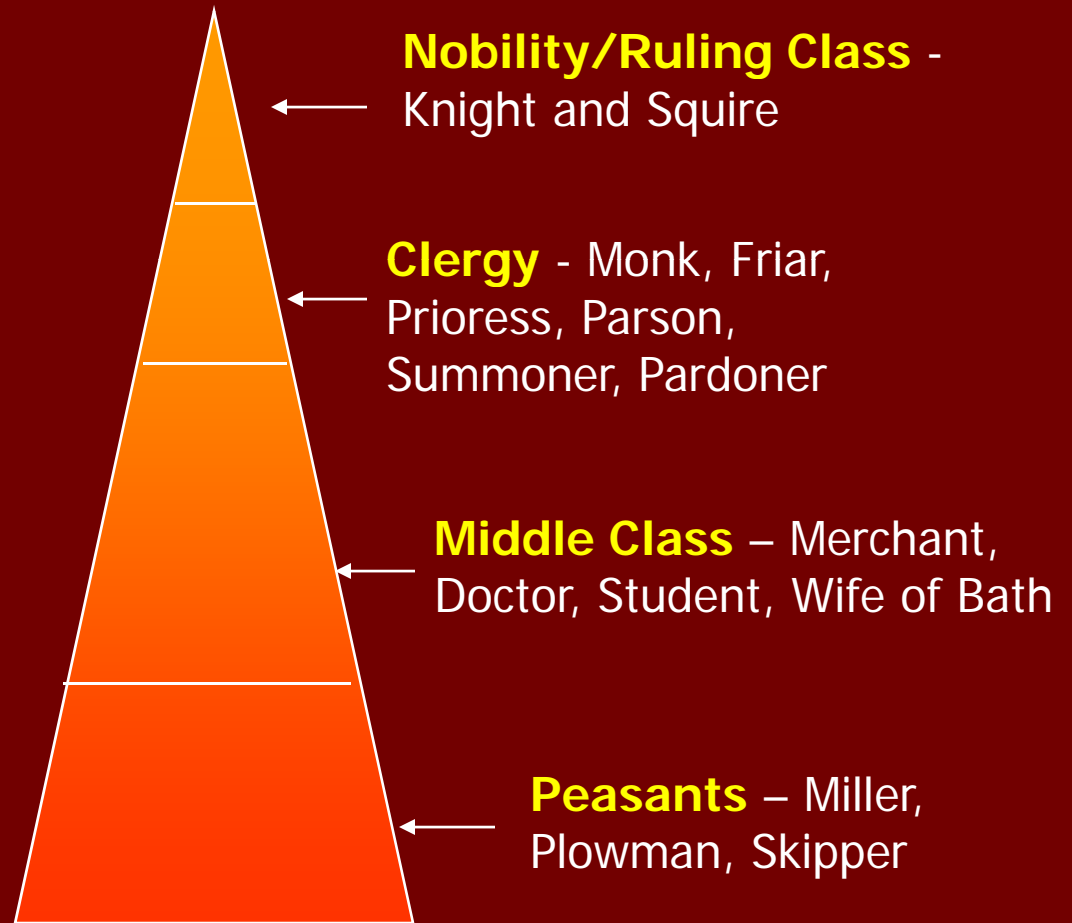 Nobility/Ruling Class -
Knight and Squire
Clergy - Monk, Friar,
Prioress, Parson,
Summoner, Pardoner
Middle Class – Merchant,
Doctor, Student, Wife of Bath
Peasants – Miller,
Plowman, Skipper